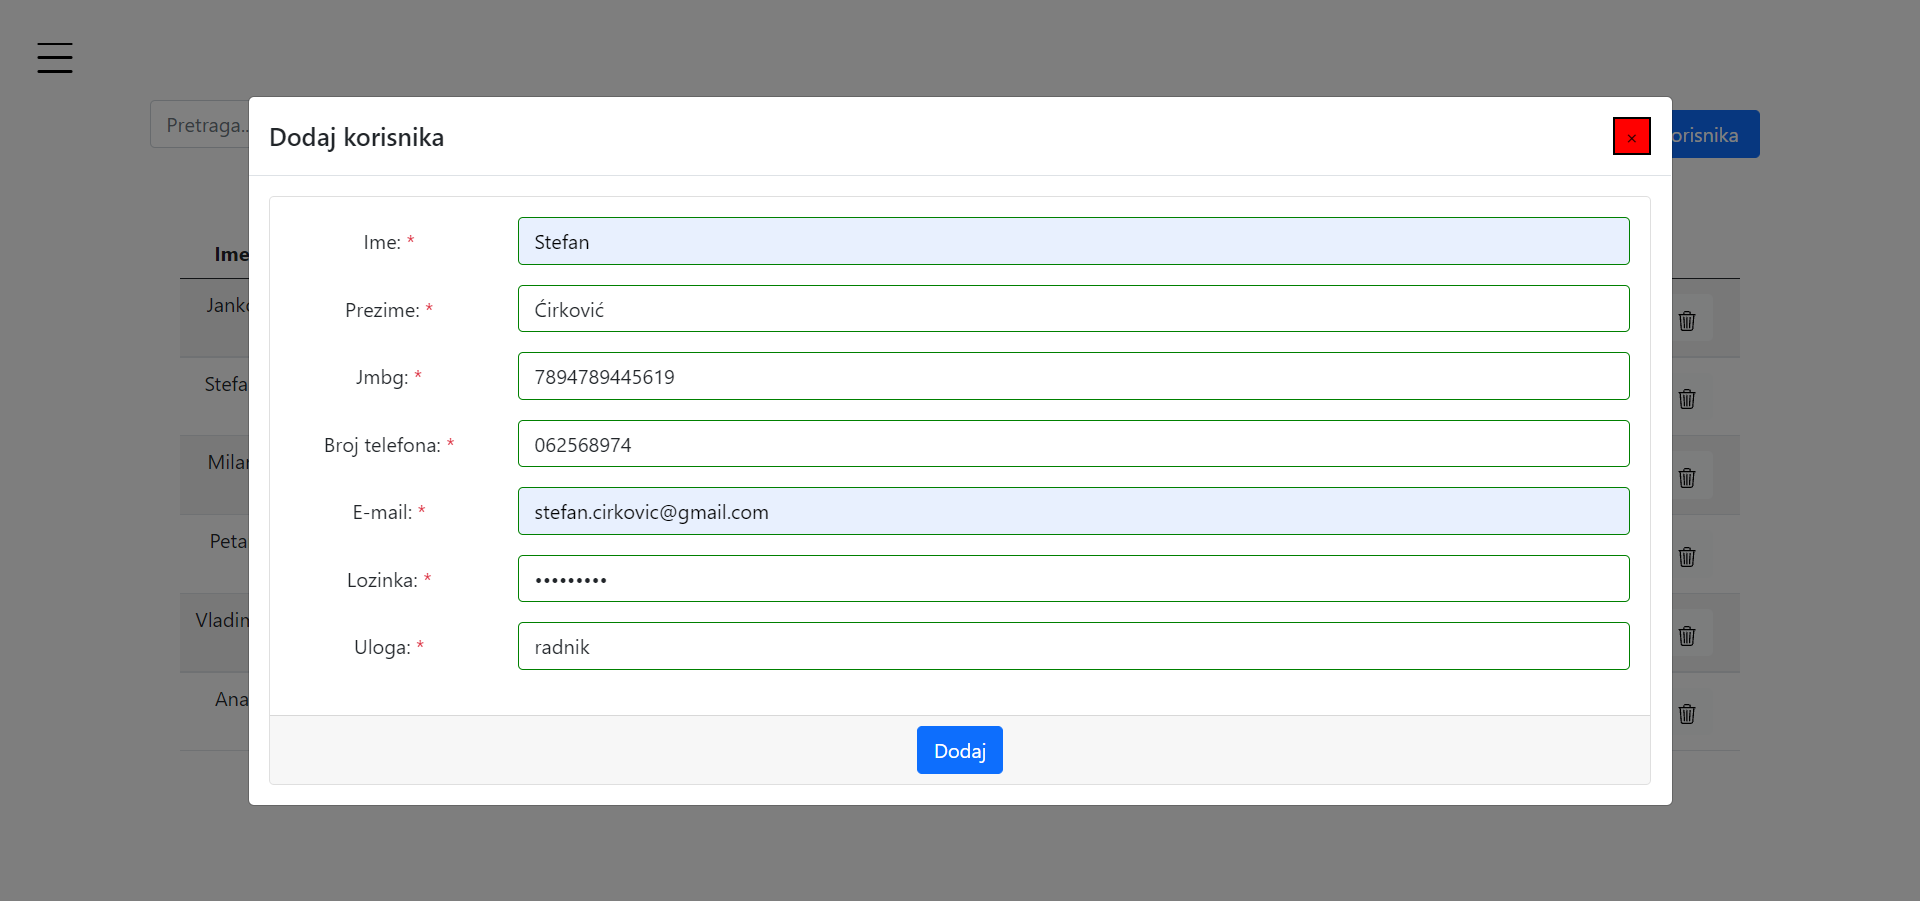 Pretraga..
Dodaj korisnika
×
orisnika
Ime: *
Stefan
Prezime: *
Ćirković
Jmbg: *
7894789445619
Broj telefona: *
062568974
E-mail: *
stefan.cirkovic@gmail.com
Lozinka: *
•••••••••
Uloga: *
radnik
Dodaj
Ime
Janko
Stefa
Milan
Peta
Vladim
Ana